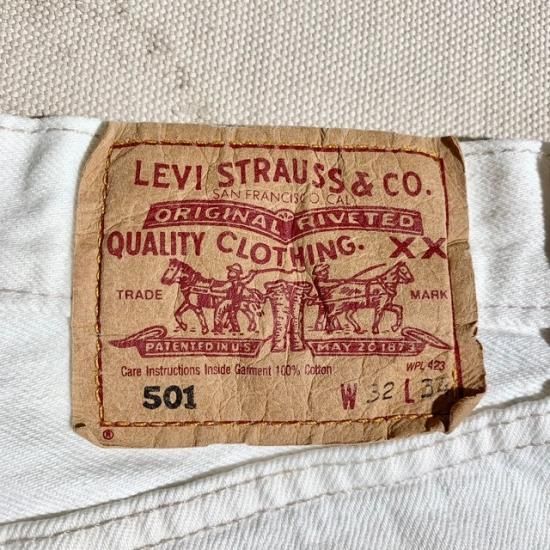 LEVI STRAUSS & CO.
SAN FRANCISCO, CAL.
ORIGINAL RIVETED
QUALITY CLOTHING. XX
TRADE MARK
PATENTED IN U.S. MAY 20 1873
WPL 423
Care Instructions Inside Garment 100% Cotton
501 W 32 L
®